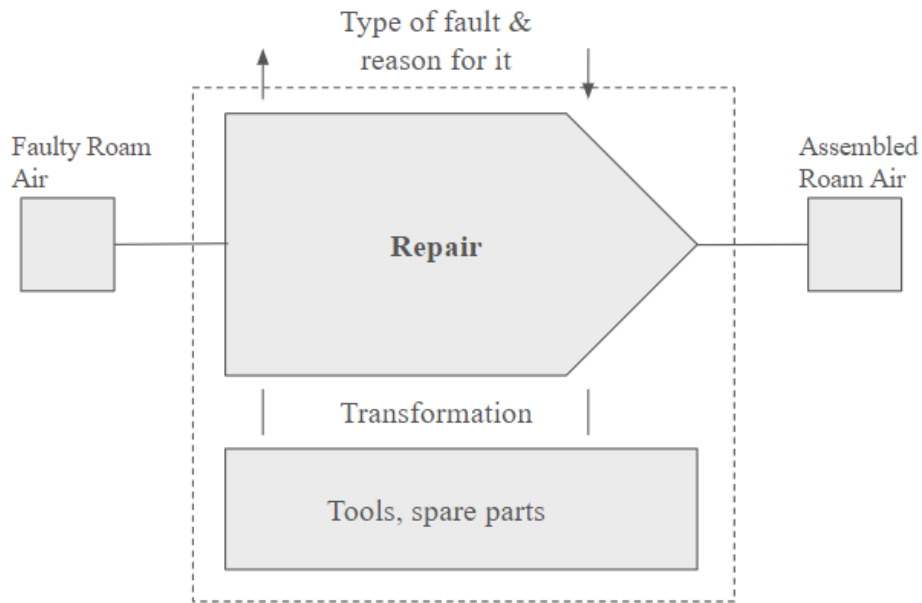 Type of fault &
reason for it
Faulty Roam
Air
Assembled
Roam Air
Repair
Transformation
Tools, spare parts